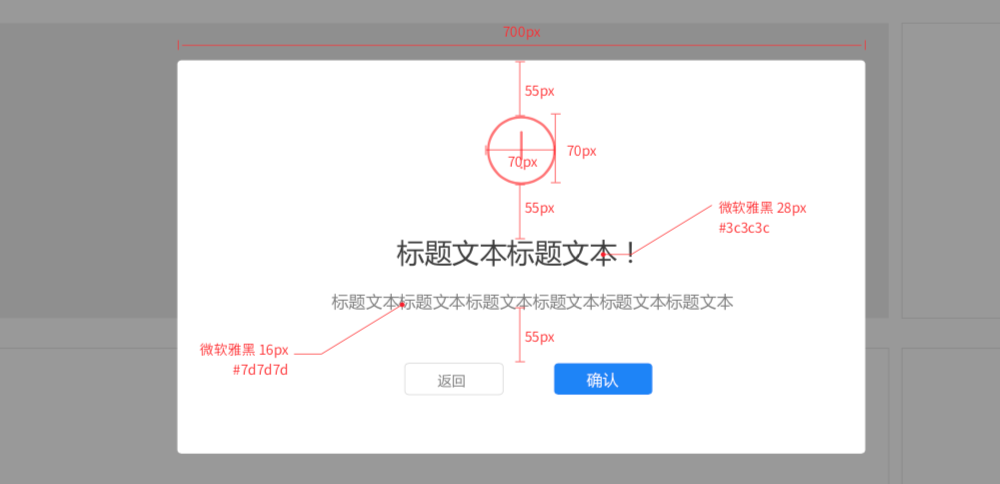 700px
55px
70px
70px
55px
微软雅黑 28px
#3c3c3c
标题文本标题文本！
标题文本标题文本标题文本标题文本标题文本标题文本
55px
微软雅黑 16px
#7d7d7d
返回
确认